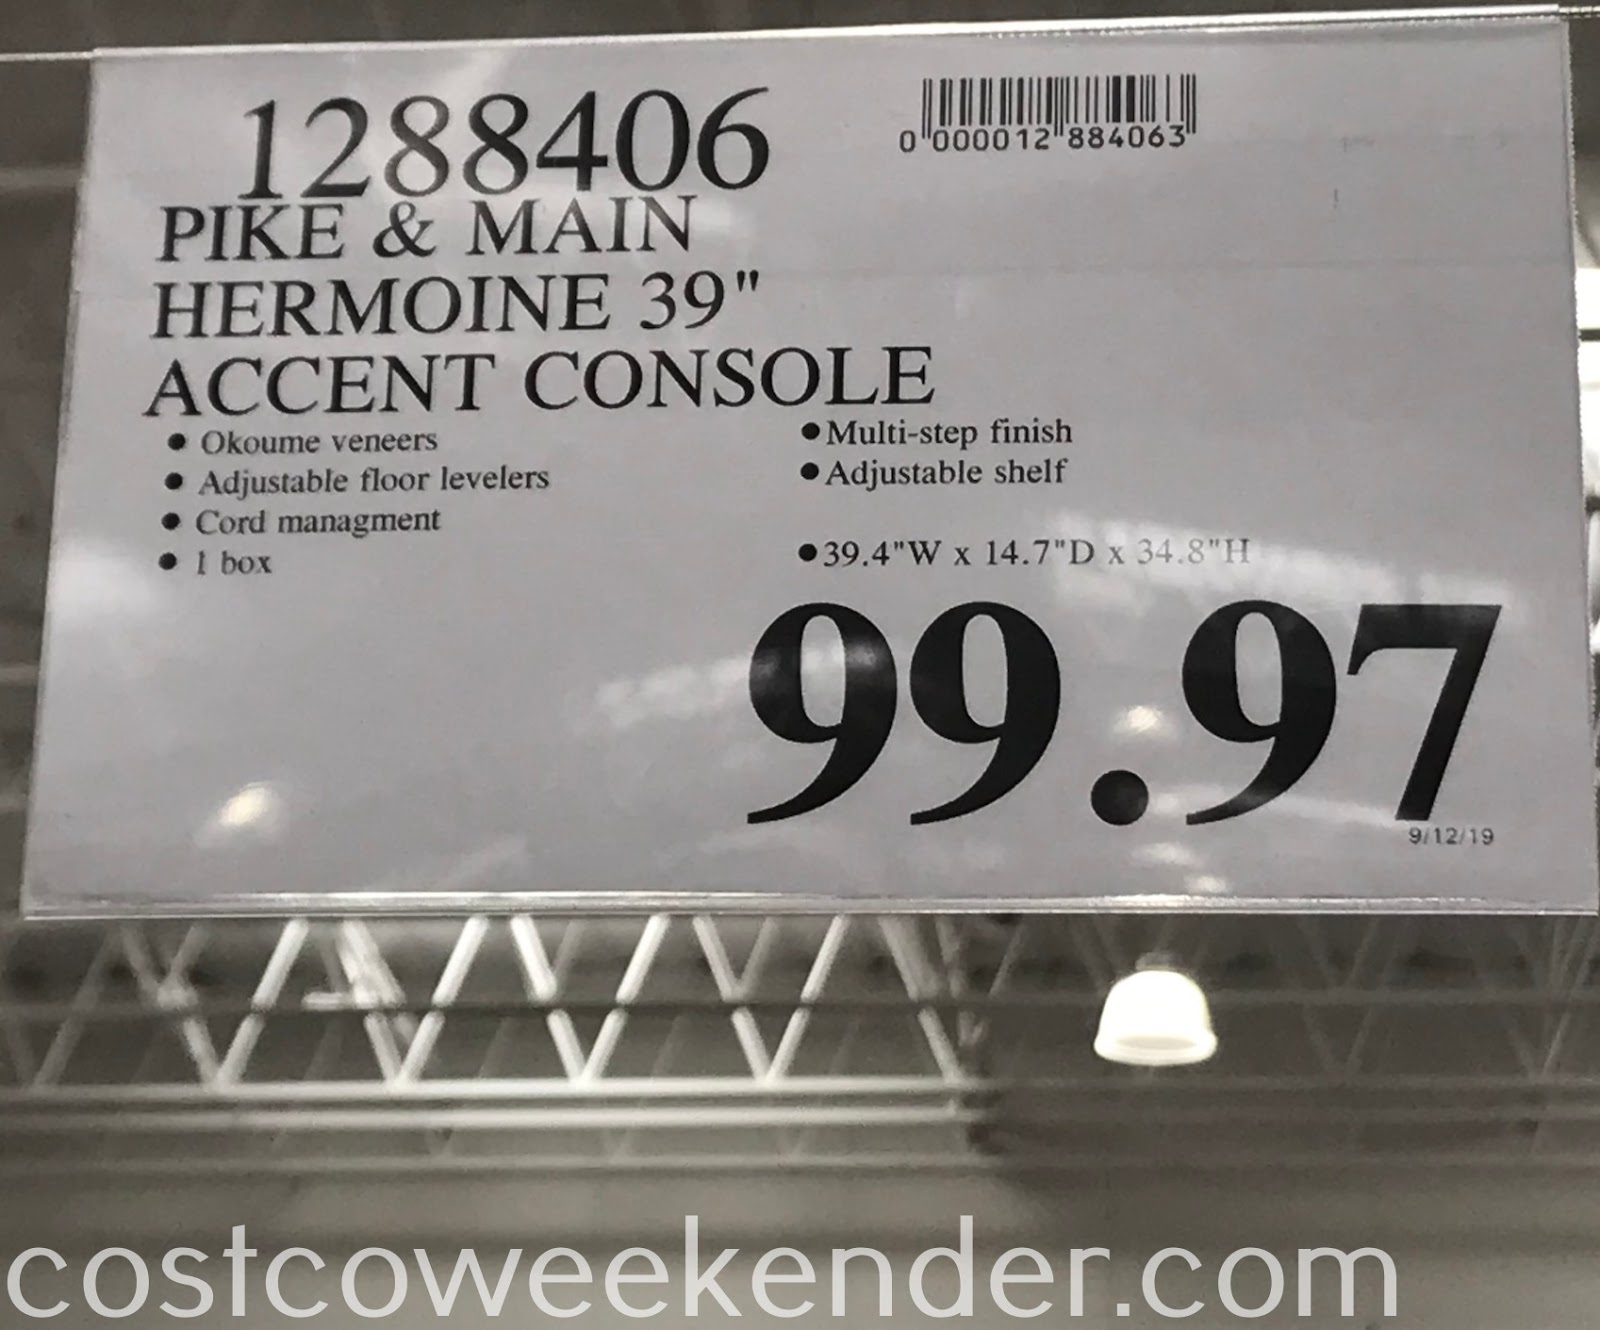 1288406
0 000012 884063
PIKE & MAIN
HERMOINE 39"
ACCENT CONSOLE
● Okoume veneers
● Adjustable floor levelers
● Cord managment
● 1 box
● Multi-step finish
● Adjustable shelf
● 39.4"W x 14.7"D x 34.8"H
99.97
9/12/19
costcoweekender.com